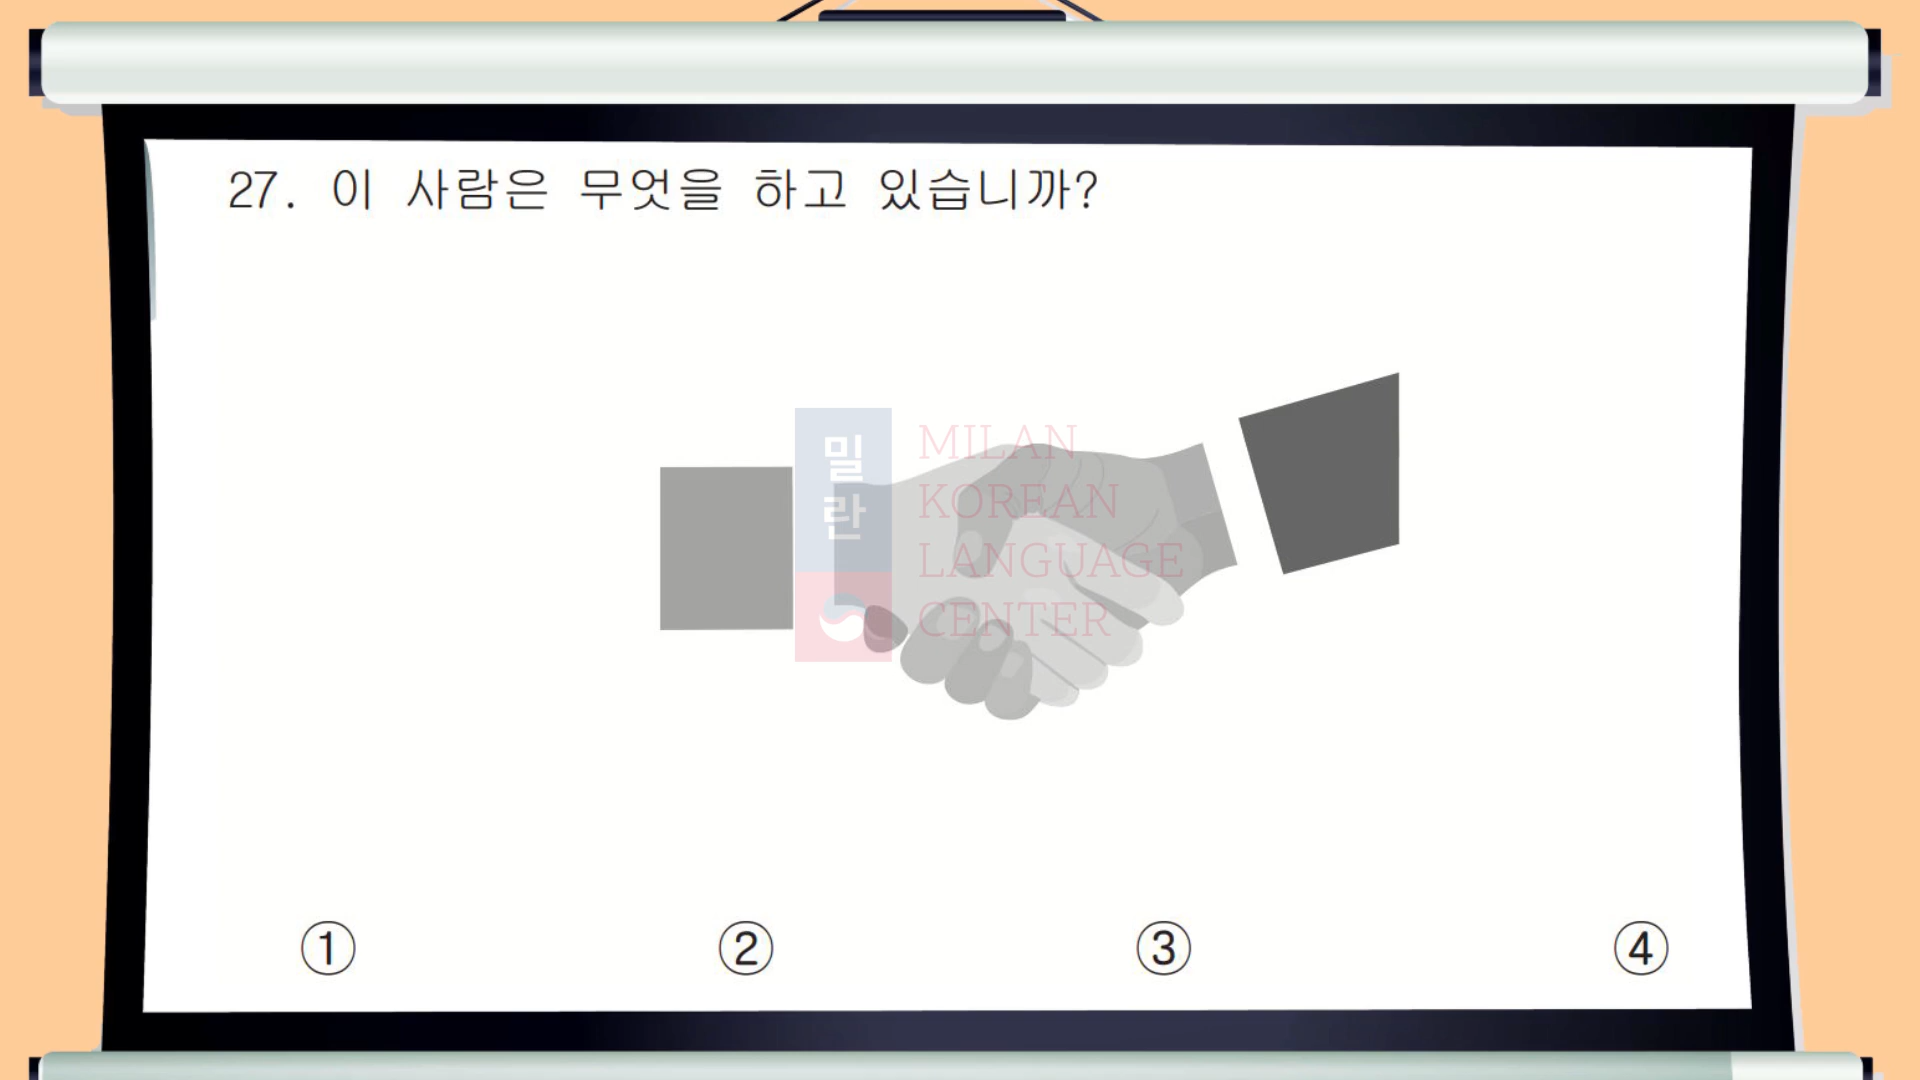 27. 이 사람은 무엇을 하고 있습니까?
밀란
MILAN
KOREAN
LANGUAGE
CENTER
① ② ③ ④